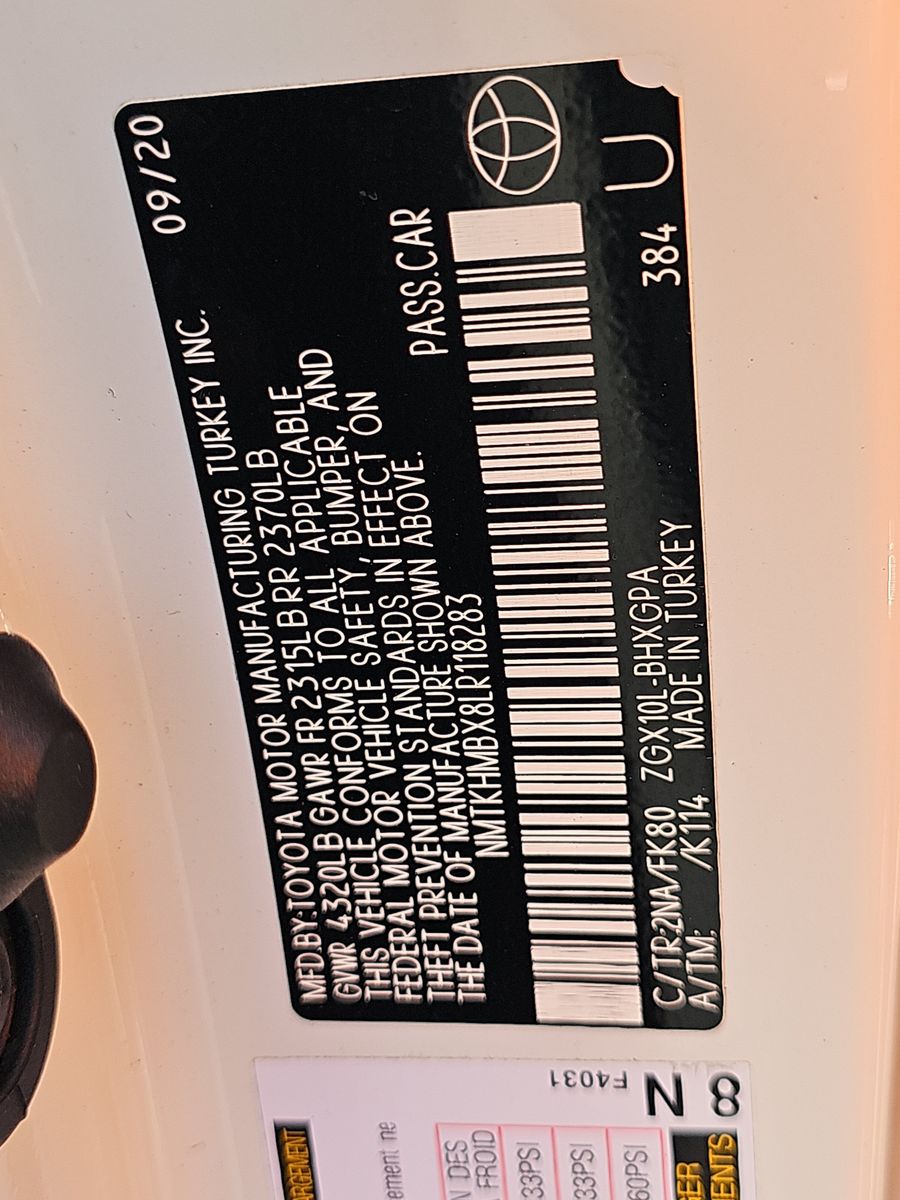 MFD.BY:TOYOTA MOTOR MANUFACTURING TURKEY INC. 09/20
GVWR 4320LB GAWR FR 2315LB RR 2370LB
THIS VEHICLE CONFORMS TO ALL APPLICABLE
FEDERAL MOTOR VEHICLE SAFETY, BUMPER, AND
THEFT PREVENTION STANDARDS IN EFFECT ON
THE DATE OF MANUFACTURE SHOWN ABOVE.
NMTKHMBX8LR118283 PASS.CAR
C/TR:2NA/FK80 ZGX10L-BHXGPA 384 U
A/TM: /K114 MADE IN TURKEY
8 N
F4031
DES
FROID
33PSI
33PSI
60PSI